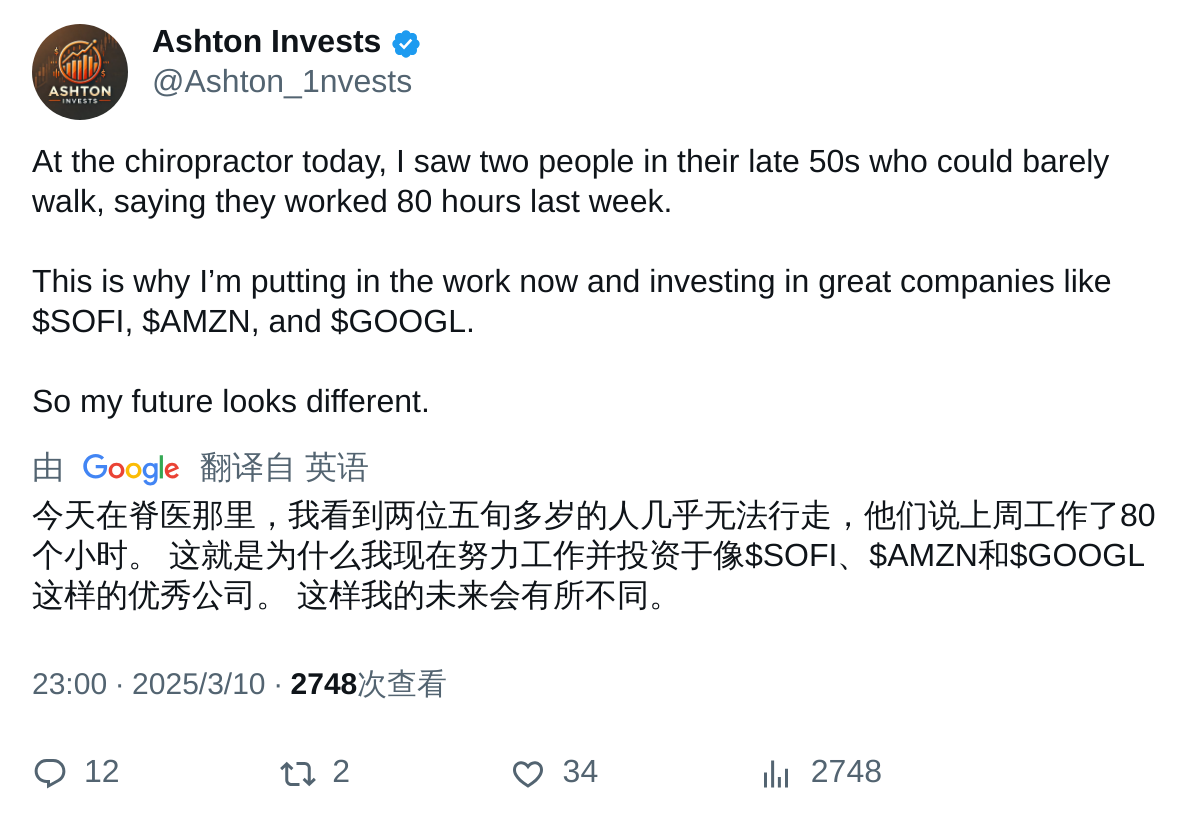 Ashton Invests
@Ashton_1nvests
ASHTON
INVESTS
At the chiropractor today, I saw two people in their late 50s who could barely
walk, saying they worked 80 hours last week.
This is why I’m putting in the work now and investing in great companies like
$SOFI, $AMZN, and $GOOGL.
So my future looks different.
由 Google 翻译自 英语
今天在脊医那里，我看到两位五旬多岁的人几乎无法行走，他们说上周工作了80
个小时。 这就是为什么我现在努力工作并投资于像$SOFI、$AMZN和$GOOGL
这样的优秀公司。 这样我的未来会有所不同。
23:00 · 2025/3/10 · 2748次查看
12 2 34 2748